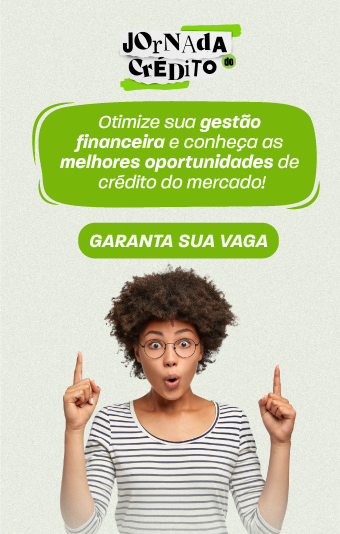 JORNADA
do
CRÉDITO
Otimize sua gestão
financeira e conheça as
melhores oportunidades de
crédito do mercado!
GARANTA SUA VAGA